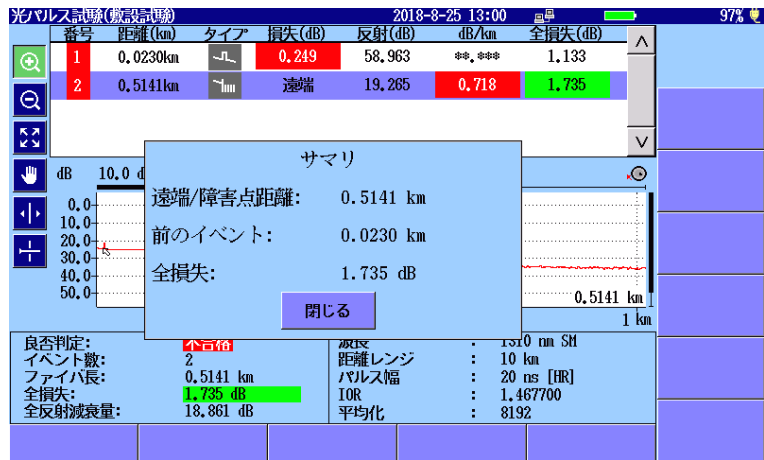 光パルス試験(敷設試験) 2018-8-25 13:00 97%
番号 距離(km) タイプ 損失(dB) 反射(dB) dB/km 全損失(dB)
1 0.0230km 0.249 58.963 **.*** 1.133
2 0.5141km 遠端 19.265 0.718 1.735
サマリ
dB 10.0 d
遠端/障害点距離: 0.5141 km
0.0
10.0
前のイベント: 0.0230 km
20.0
30.0
全損失: 1.735 dB
40.0
50.0
0.5141 km
閉じる
1 km
良否判定: 不合格
イベント数: 2
ファイバ長: 0.5141 km
全損失: 1.735 dB
全反射減衰量: 18.861 dB
波長 : 1310 nm SM
距離レンジ : 10 km
パルス幅 : 20 ns [HR]
IOR : 1.467700
平均化 : 8192